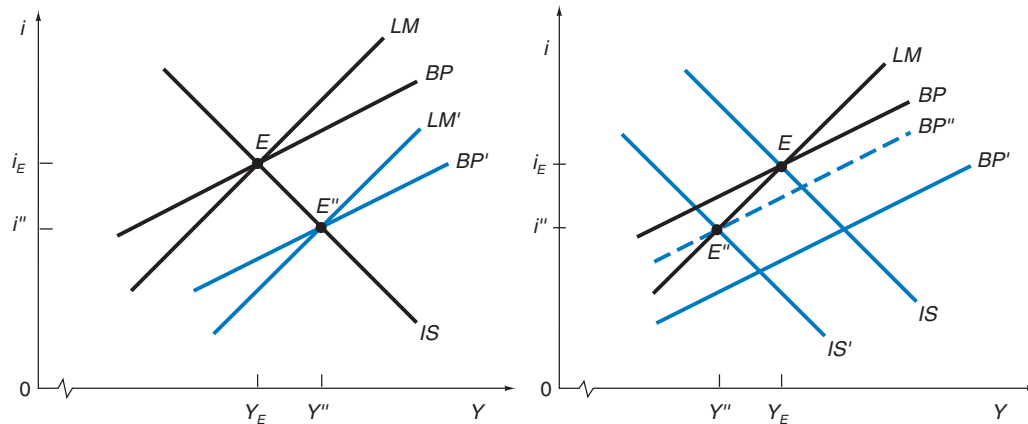 i
LM
BP
LM'
E
BP'
i_E
E''
i''
IS
0
Y_E
Y''
Y
i
LM
BP
BP''
E
BP'
i_E
i''
E''
IS
IS'
0
Y''
Y_E
Y